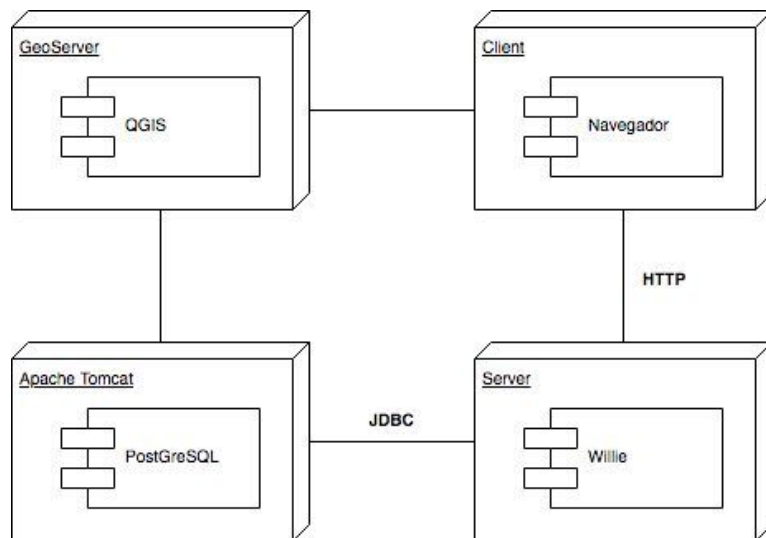 GeoServer
QGIS
Client
Navegador
HTTP
Apache Tomcat
PostGreSQL
JDBC
Server
Willie